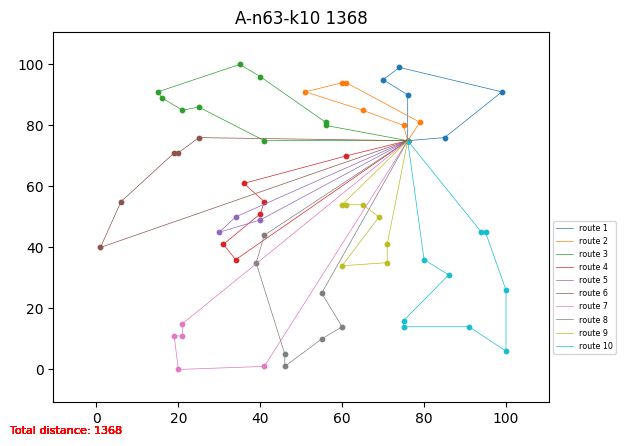 A-n63-k10 1368
100
80
60
40
20
0
0 20 40 60 80 100
route 1
route 2
route 3
route 4
route 5
route 6
route 7
route 8
route 9
route 10
Total distance: 1368